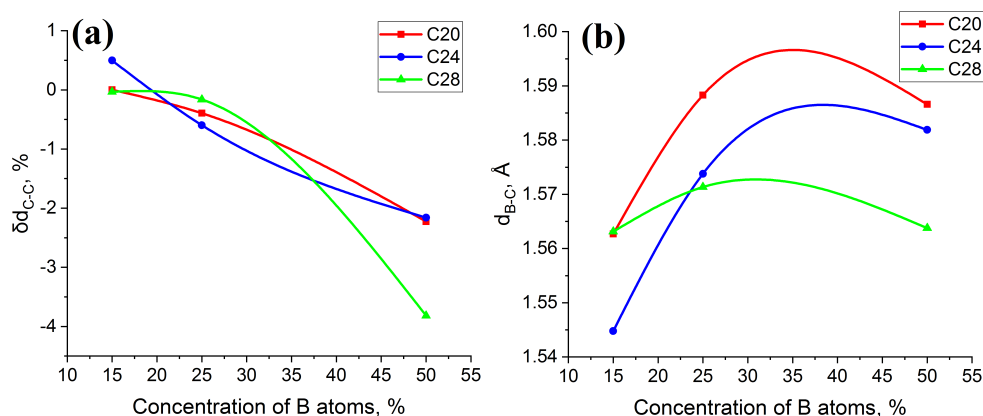 (a)
C20
C24
C28
1
0
-1
-2
-3
-4
δd_C-C, %
10 15 20 25 30 35 40 45 50 55
Concentration of B atoms, %
(b)
C20
C24
C28
1.60
1.59
1.58
1.57
1.56
1.55
1.54
d_B-C, Å
10 15 20 25 30 35 40 45 50 55
Concentration of B atoms, %